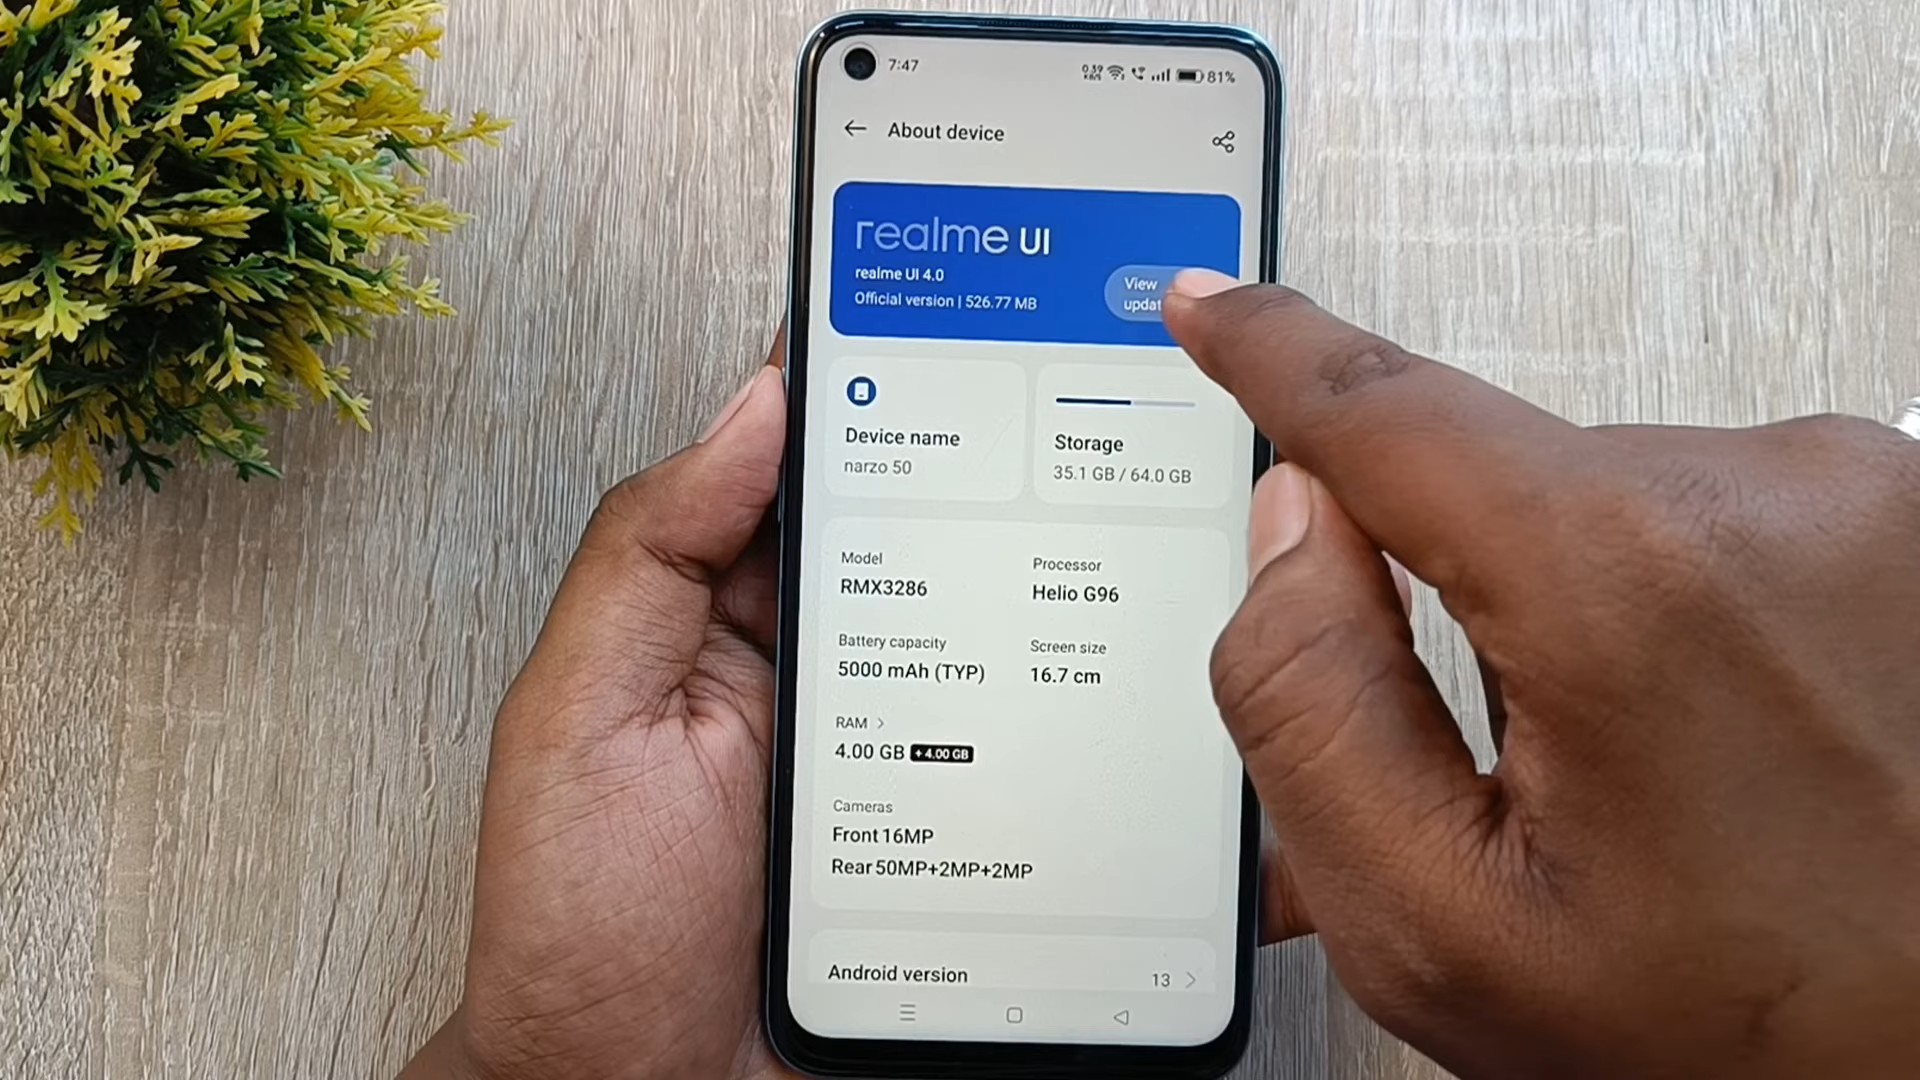 7:47
0.39 KB/S 81%
About device
realme UI
realme UI 4.0
Official version | 526.77 MB
View
Device name
narzo 50
Storage
35.1 GB / 64.0 GB
Model
RMX3286
Processor
Helio G96
Battery capacity
5000 mAh (TYP)
Screen size
16.7 cm
RAM >
4.00 GB + 4.00 GB
Cameras
Front 16MP
Rear 50MP+2MP+2MP
Android version 13 >